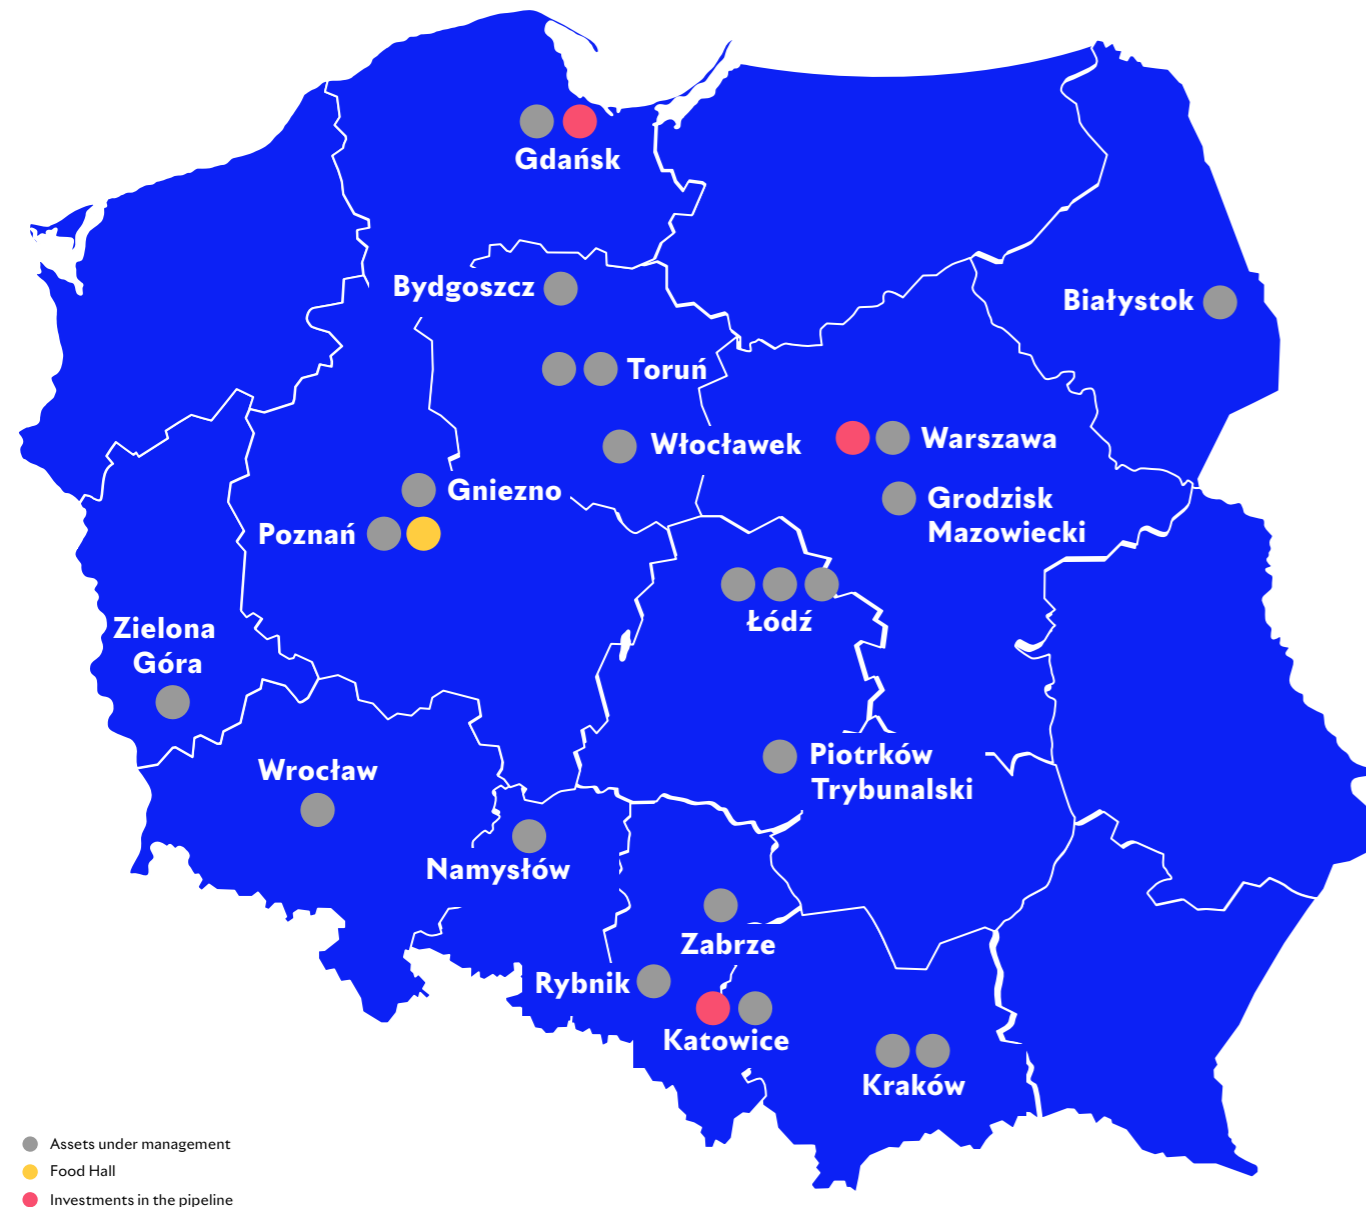 Gdańsk
Bydgoszcz
Białystok
Toruń
Warszawa
Włocławek
Gniezno
Grodzisk
Mazowiecki
Poznań
Łódź
Zielona
Góra
Piotrków
Trybunalski
Wrocław
Namysłów
Zabrze
Rybnik
Katowice
Kraków
Assets under management
Food Hall
Investments in the pipeline